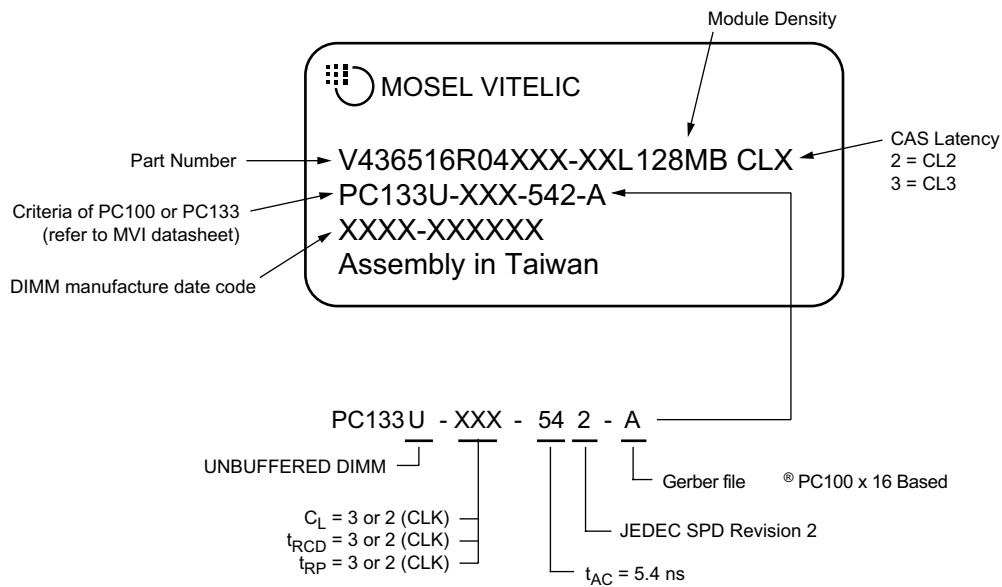 Module Density
MOSEL VITELIC
Part Number
V436516R04XXX-XXL128MB CLX
CAS Latency
2 = CL2
3 = CL3
Criteria of PC100 or PC133
(refer to MVI datasheet)
PC133U-XXX-542-A
XXXX-XXXXXX
DIMM manufacture date code
Assembly in Taiwan
PC133 U - XXX - 54 2 - A
UNBUFFERED DIMM
Gerber file ® PC100 x 16 Based
CL = 3 or 2 (CLK)
tRCD = 3 or 2 (CLK)
tRP = 3 or 2 (CLK)
JEDEC SPD Revision 2
tAC = 5.4 ns